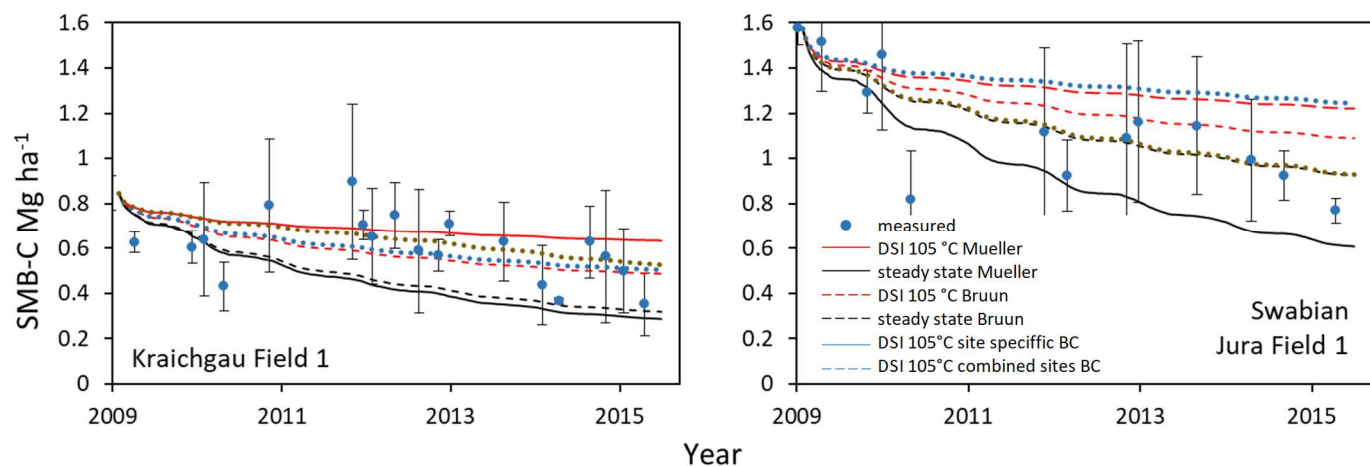 SMB-C Mg ha-1
1.6
1.4
1.2
1
0.8
0.6
0.4
0.2
0
Kraichgau Field 1
2009
2011
2013
2015
1.6
1.4
1.2
1
0.8
0.6
0.4
0.2
0
measured
DSI 105 °C Mueller
steady state Mueller
DSI 105 °C Bruun
steady state Bruun
DSI 105°C site speciffic BC
DSI 105°C combined sites BC
Swabian
Jura Field 1
2009
2011
2013
2015
Year